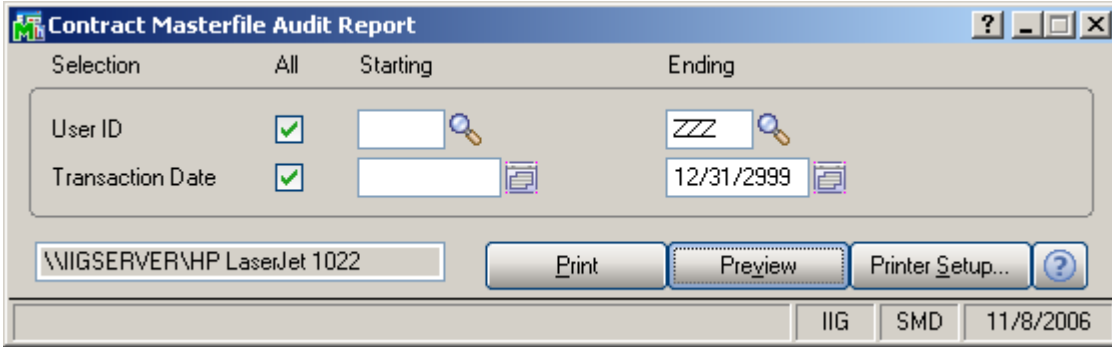 Contract Masterfile Audit Report ?
Selection All Starting Ending
User ID ZZZ
Transaction Date 12/31/2999
\\IIGSERVER\HP LaserJet 1022 Print Preview Printer Setup... ?
IIG SMD 11/8/2006